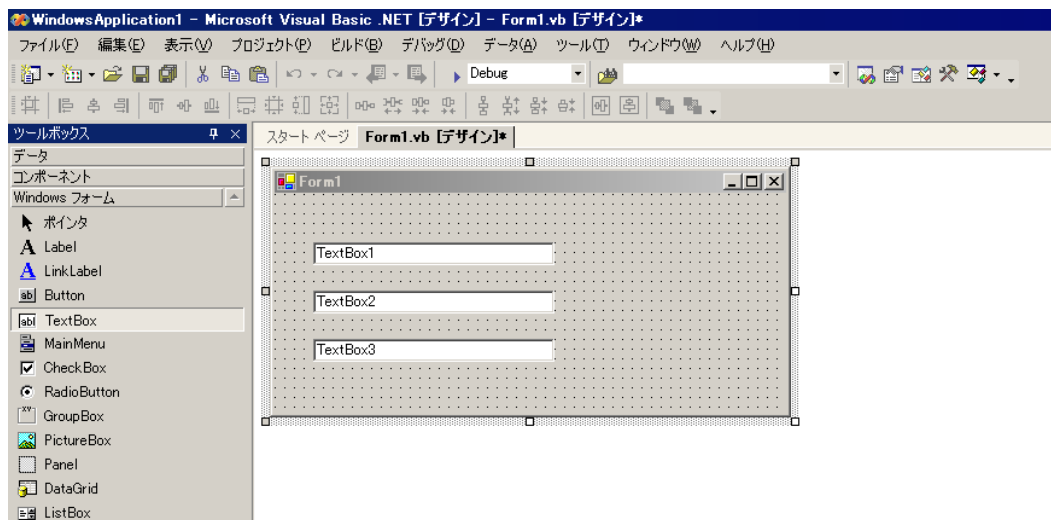 WindowsApplication1 - Microsoft Visual Basic .NET [デザイン] - Form1.vb [デザイン]*
ファイル(F) 編集(E) 表示(V) プロジェクト(P) ビルド(B) デバッグ(D) データ(A) ツール(T) ウィンドウ(W) ヘルプ(H)
Debug
ツールボックス
スタート ページ Form1.vb [デザイン]*
データ
コンポーネント
Windows フォーム
ポインタ
A Label
A LinkLabel
ab Button
abl TextBox
MainMenu
CheckBox
RadioButton
XY GroupBox
PictureBox
Panel
DataGrid
ListBox
Form1
TextBox1
TextBox2
TextBox3